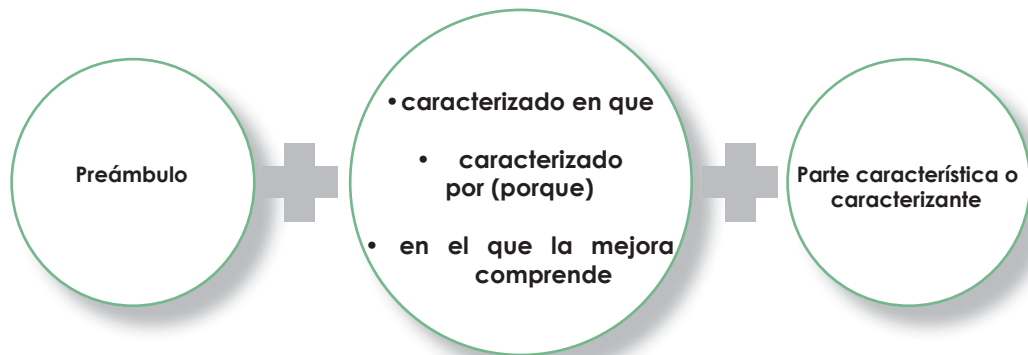 Preámbulo
• caracterizado en que
• caracterizado
por (porque)
• en el que la mejora
comprende
Parte característica o
caracterizante